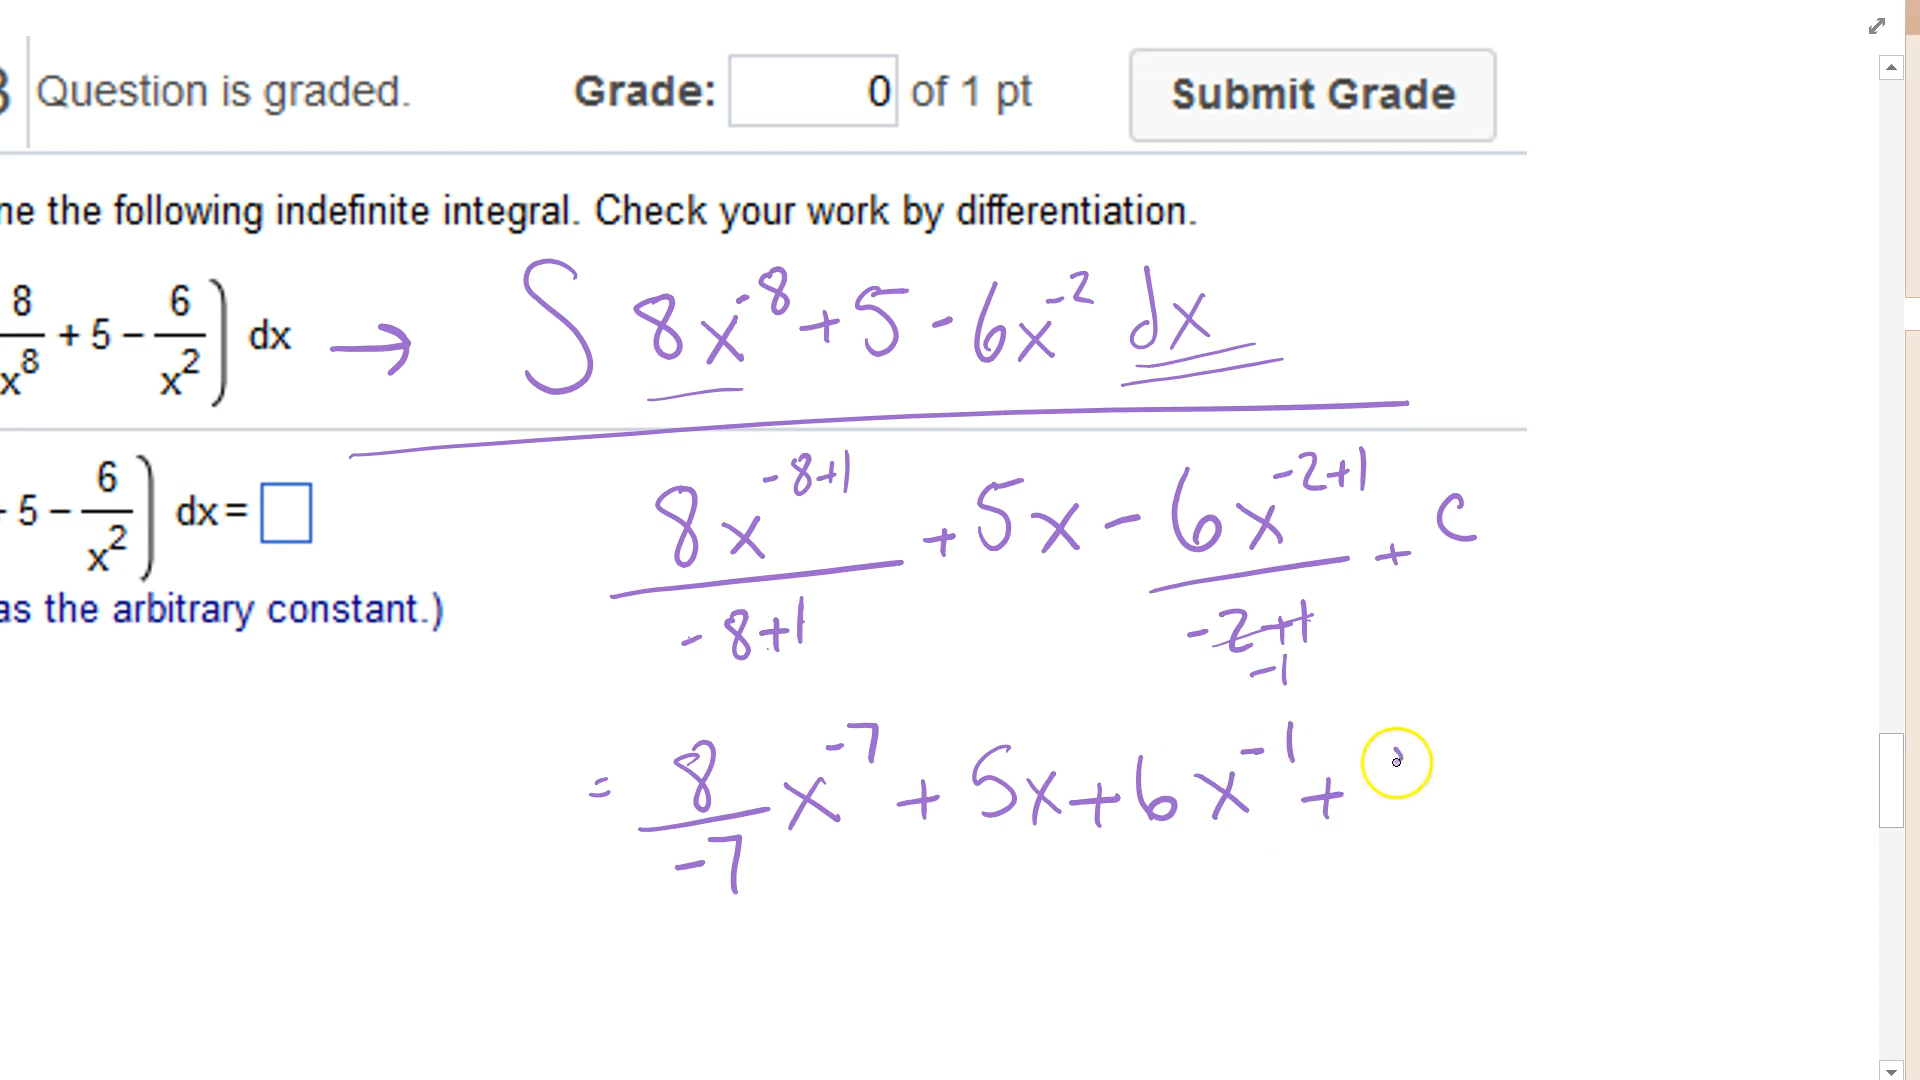 Question is graded. Grade: 0 of 1 pt Submit Grade
ne the following indefinite integral. Check your work by differentiation.
8/x^8 + 5 − 6/x^2) dx → ∫ 8x^-8 + 5 - 6x^-2 dx
- 5 − 6/x^2) dx =
8x^-8+1/-8+1 + 5x - 6x^-2+1/-2+1 + c
-1
as the arbitrary constant.)
= 8/-7 x^-7 + 5x + 6x^-1 +